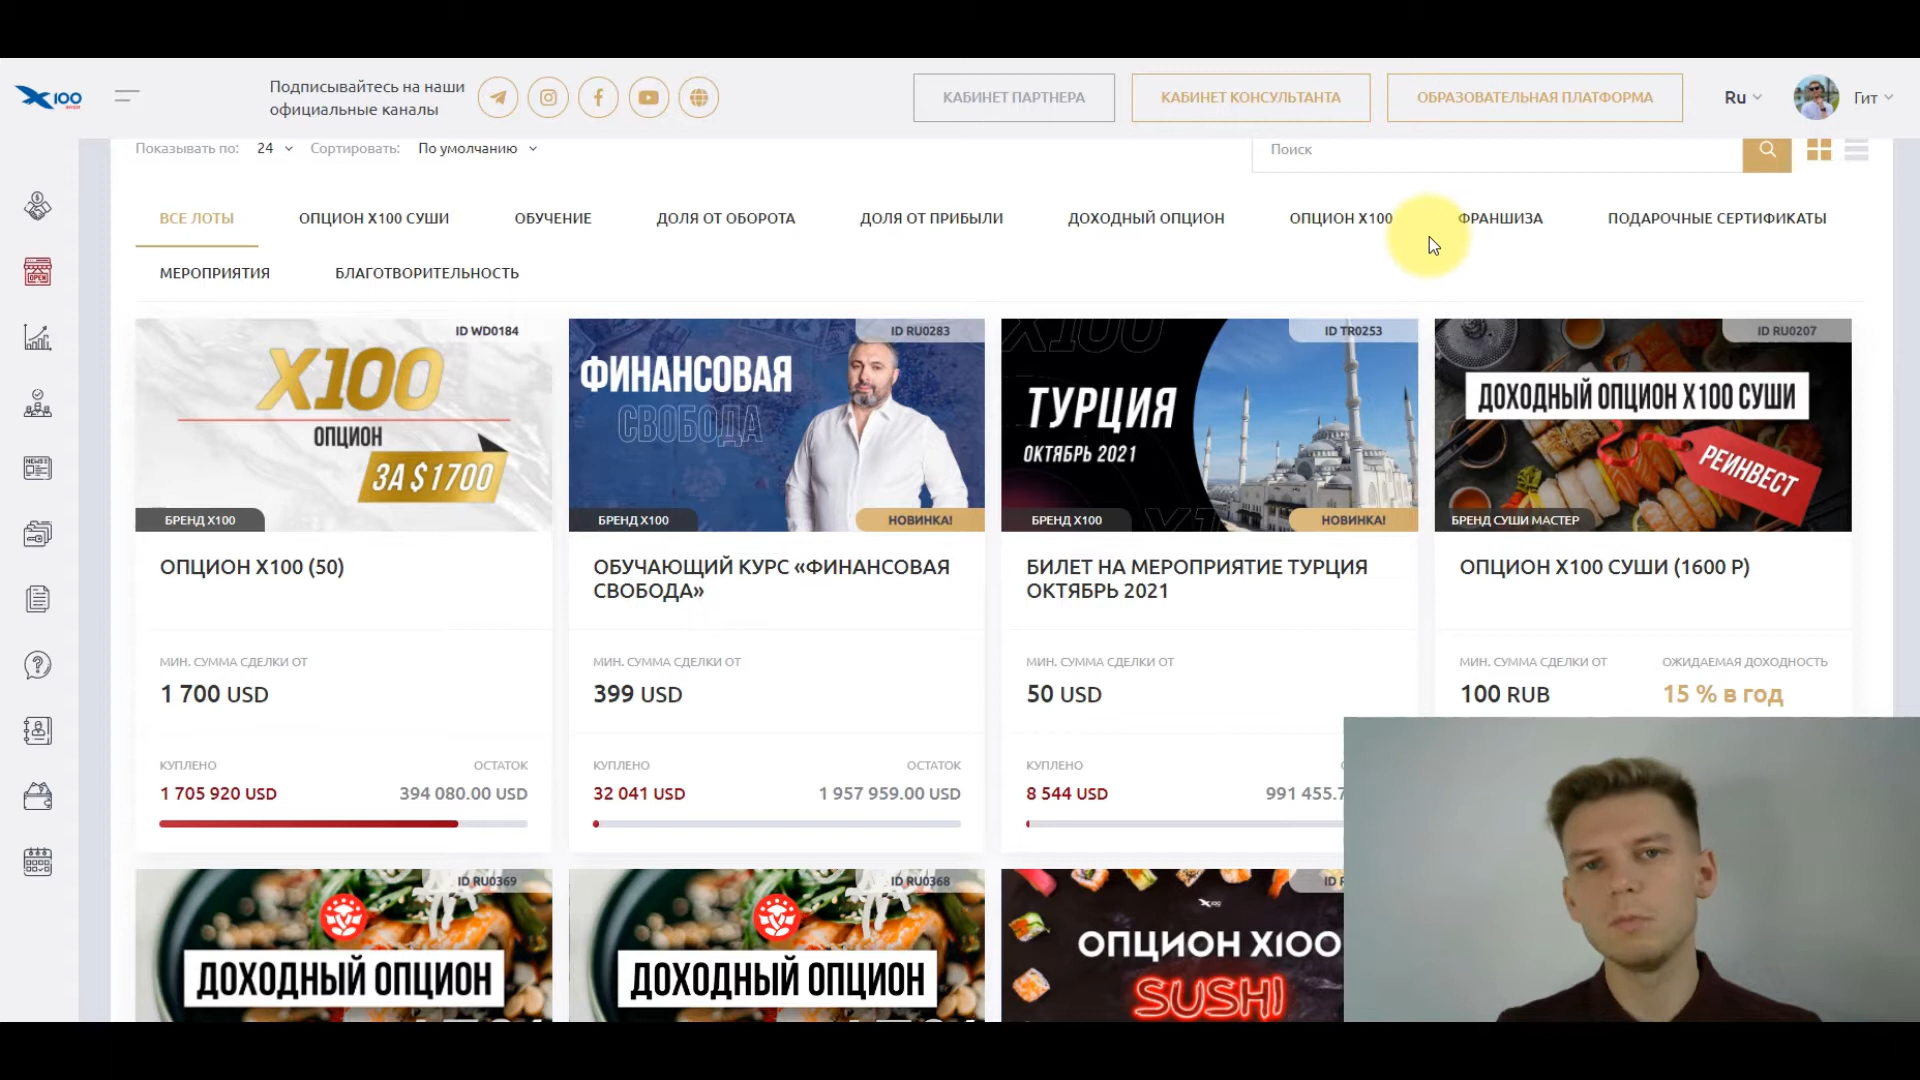 X100
Подписывайтесь на наши
официальные каналы
КАБИНЕТ ПАРТНЕРА
КАБИНЕТ КОНСУЛЬТАНТА
ОБРАЗОВАТЕЛЬНАЯ ПЛАТФОРМА
Ru
Гит
Показывать по: 24
Сортировать: По умолчанию
Поиск
ВСЕ ЛОТЫ
ОПЦИОН X100 СУШИ
ОБУЧЕНИЕ
ДОЛЯ ОТ ОБОРОТА
ДОЛЯ ОТ ПРИБЫЛИ
ДОХОДНЫЙ ОПЦИОН
ОПЦИОН X100
ФРАНШИЗА
ПОДАРОЧНЫЕ СЕРТИФИКАТЫ
МЕРОПРИЯТИЯ
БЛАГОТВОРИТЕЛЬНОСТЬ
OPEN
NEWS
ID WD0184
X100
ОПЦИОН
ЗА $1700
БРЕНД X100
ОПЦИОН X100 (50)
МИН. СУММА СДЕЛКИ ОТ
1 700 USD
КУПЛЕНО
ОСТАТОК
1 705 920 USD
394 080.00 USD
ID RU0283
ФИНАНСОВАЯ
СВОБОДА
БРЕНД X100
НОВИНКА!
ОБУЧАЮЩИЙ КУРС «ФИНАНСОВАЯ
СВОБОДА»
МИН. СУММА СДЕЛКИ ОТ
399 USD
КУПЛЕНО
ОСТАТОК
32 041 USD
1 957 959.00 USD
ID TR0253
X100
ТУРЦИЯ
ОКТЯБРЬ 2021
БРЕНД X100
НОВИНКА!
БИЛЕТ НА МЕРОПРИЯТИЕ ТУРЦИЯ
ОКТЯБРЬ 2021
МИН. СУММА СДЕЛКИ ОТ
50 USD
КУПЛЕНО
8 544 USD
991 455.7
ID RU0207
ДОХОДНЫЙ ОПЦИОН X100 СУШИ
РЕИНВЕСТ
БРЕНД СУШИ МАСТЕР
ОПЦИОН X100 СУШИ (1600 Р)
МИН. СУММА СДЕЛКИ ОТ
ОЖИДАЕМАЯ ДОХОДНОСТЬ
100 RUB
15 % в год
ID RU0369
ДОХОДНЫЙ ОПЦИОН
ID RU0368
ДОХОДНЫЙ ОПЦИОН
ID
ОПЦИОН X100
SUSHI